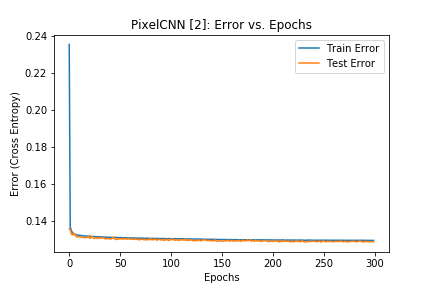 PixelCNN [2]: Error vs. Epochs
Train Error
Test Error
Error (Cross Entropy)
0.24
0.22
0.20
0.18
0.16
0.14
0 50 100 150 200 250 300
Epochs